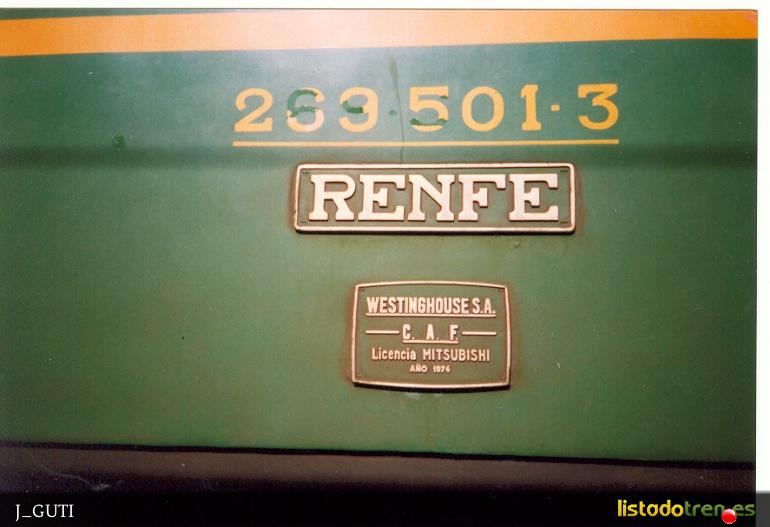 269-501-3
RENFE
WESTINGHOUSE S.A.
C. A. F.
Licencia MITSUBISHI
AÑO 1974
J_GUTI
listadotren.es